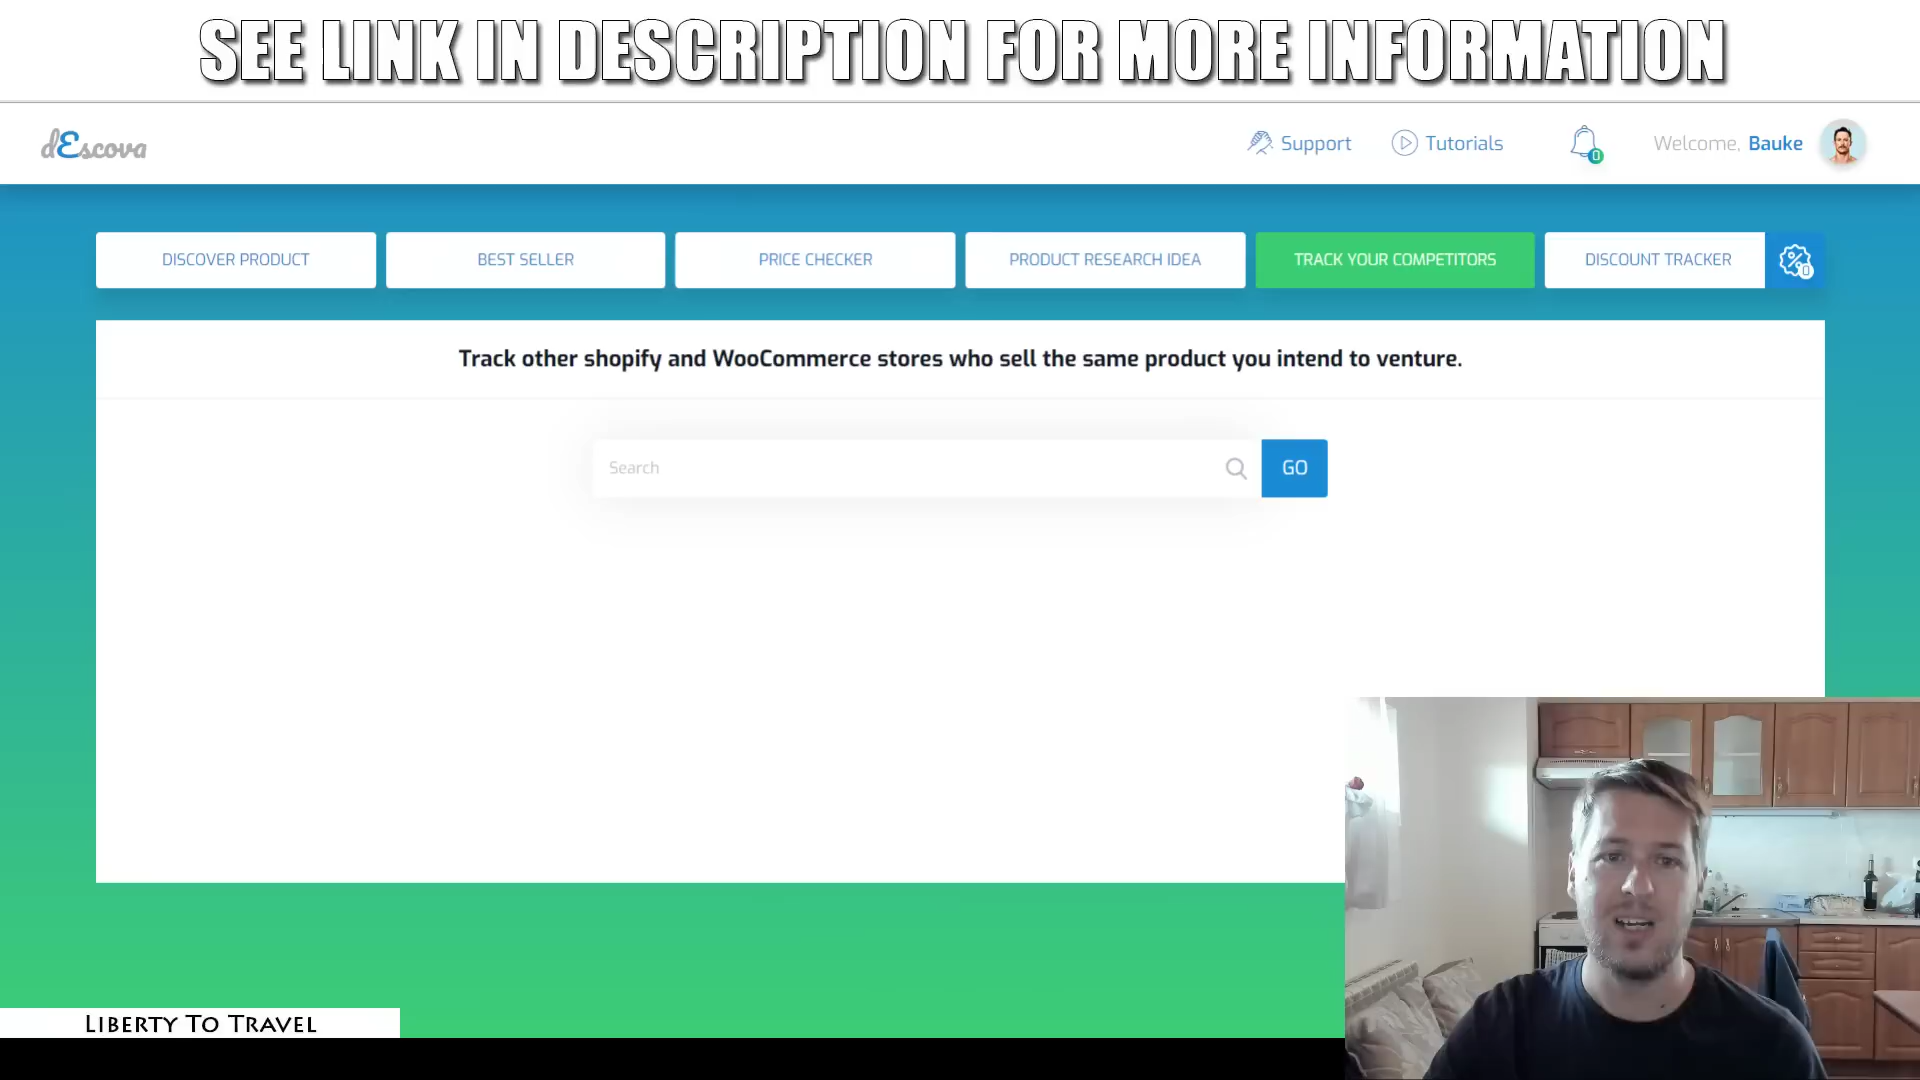 SEE LINK IN DESCRIPTION FOR MORE INFORMATION
dEscova
Support
Tutorials
0
Welcome, Bauke
DISCOVER PRODUCT
BEST SELLER
PRICE CHECKER
PRODUCT RESEARCH IDEA
TRACK YOUR COMPETITORS
DISCOUNT TRACKER
0
Track other shopify and WooCommerce stores who sell the same product you intend to venture.
Search
GO
LIBERTY TO TRAVEL